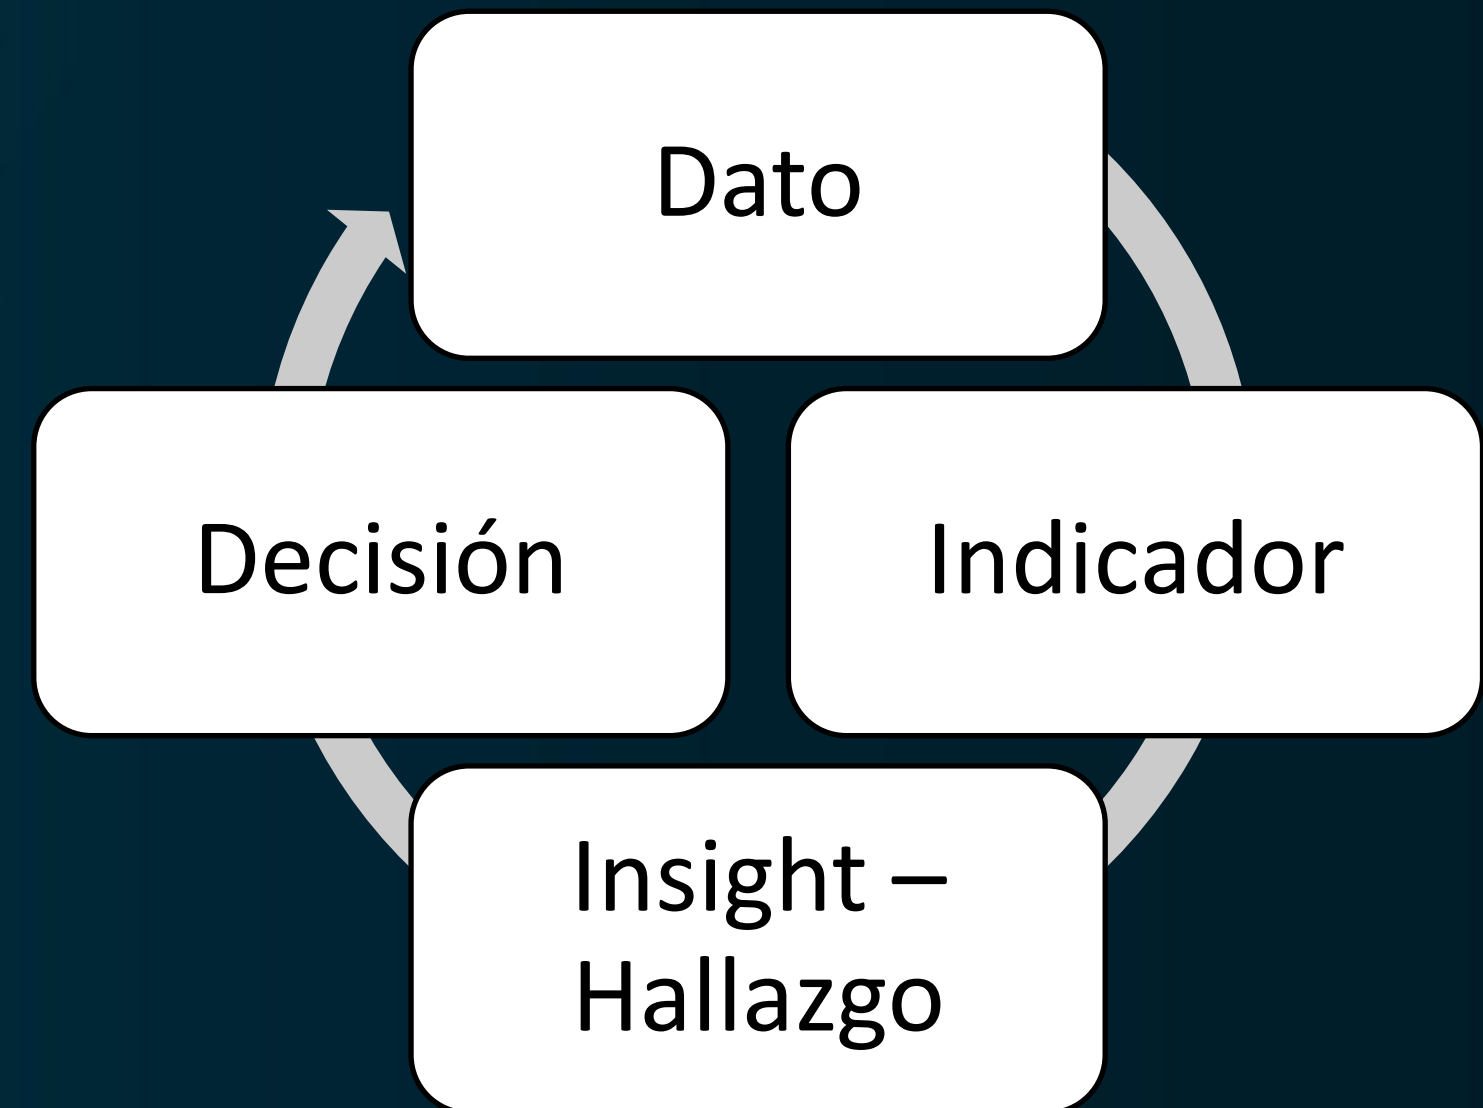 Dato
Decisión
Indicador
Insight –
Hallazgo